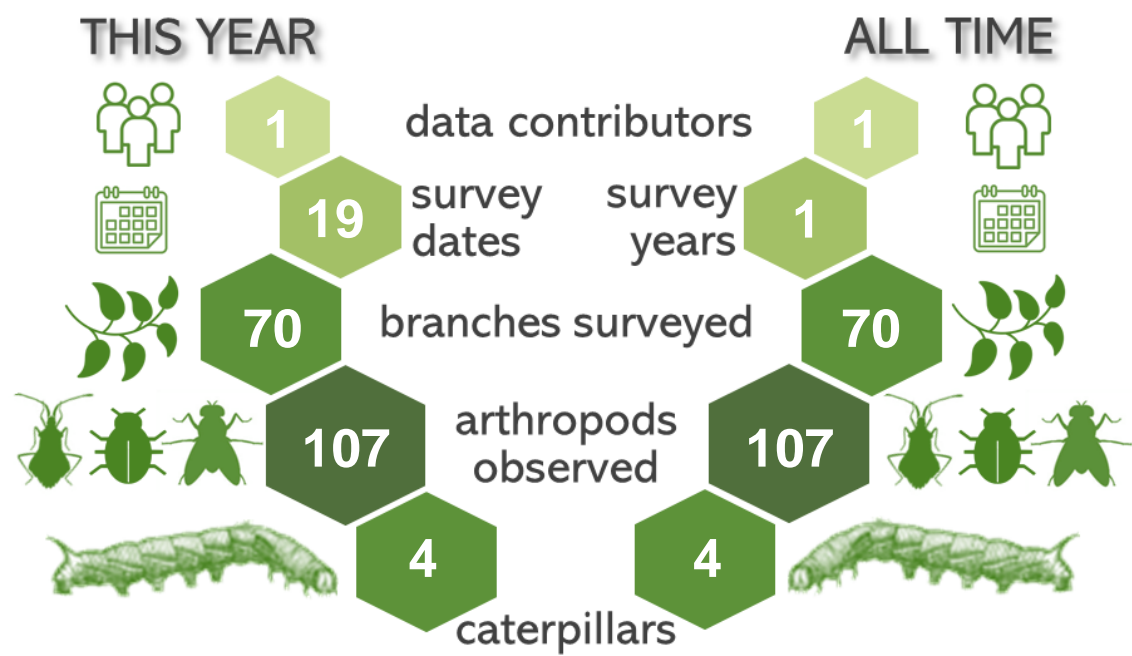 THIS YEAR
ALL TIME
1
data contributors
1
19
survey
dates
survey
years
1
70
branches surveyed
70
107
arthropods
observed
107
4
4
caterpillars